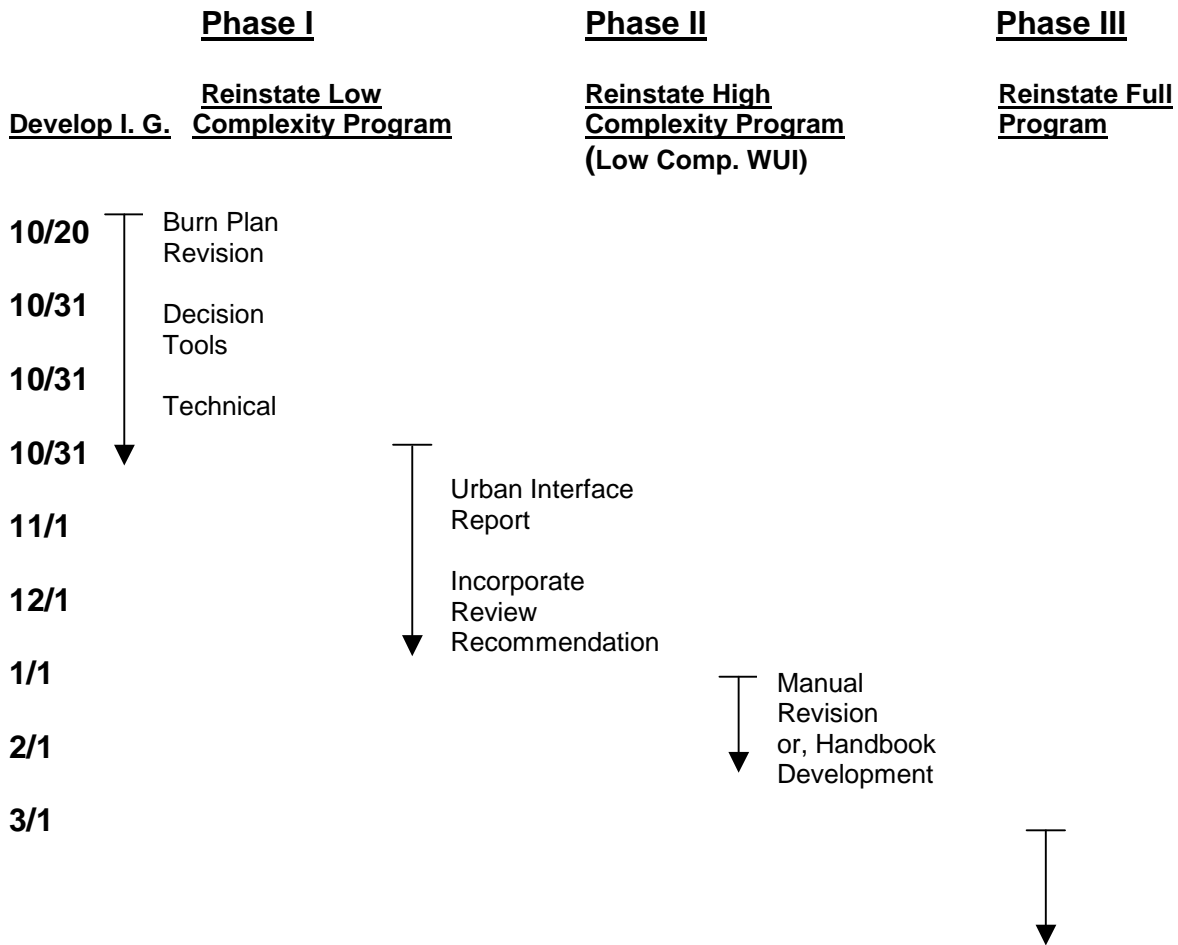 Phase I Phase II Phase III
Reinstate Low Reinstate High Reinstate Full
Develop I. G. Complexity Program Complexity Program Program
(Low Comp. WUI)
10/20 Burn Plan
Revision
10/31 Decision
Tools
10/31
Technical
10/31
Urban Interface
11/1 Report
Incorporate
12/1 Review
Recommendation
1/1 Manual
Revision
2/1 or, Handbook
Development
3/1